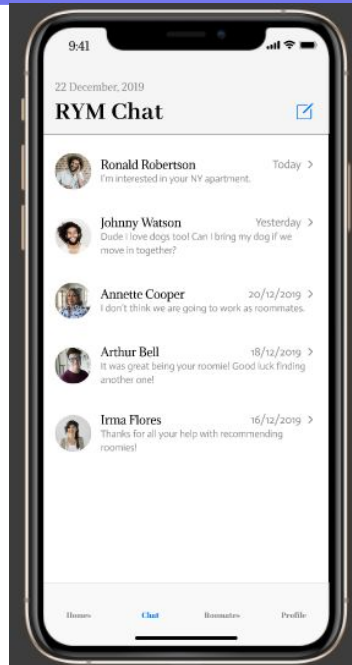 9:41
22 December, 2019
RYM Chat
Ronald Robertson Today >
I'm interested in your NY apartment.
Johnny Watson Yesterday >
Dude I love dogs too! Can I bring my dog if we
move in together?
Annette Cooper 20/12/2019 >
I don't think we are going to work as roommates.
Arthur Bell 18/12/2019 >
It was great being your roomie! Good luck finding
another one!
Irma Flores 16/12/2019 >
Thanks for all your help with recommending
roomies!
Homes Chat Roomates Profile